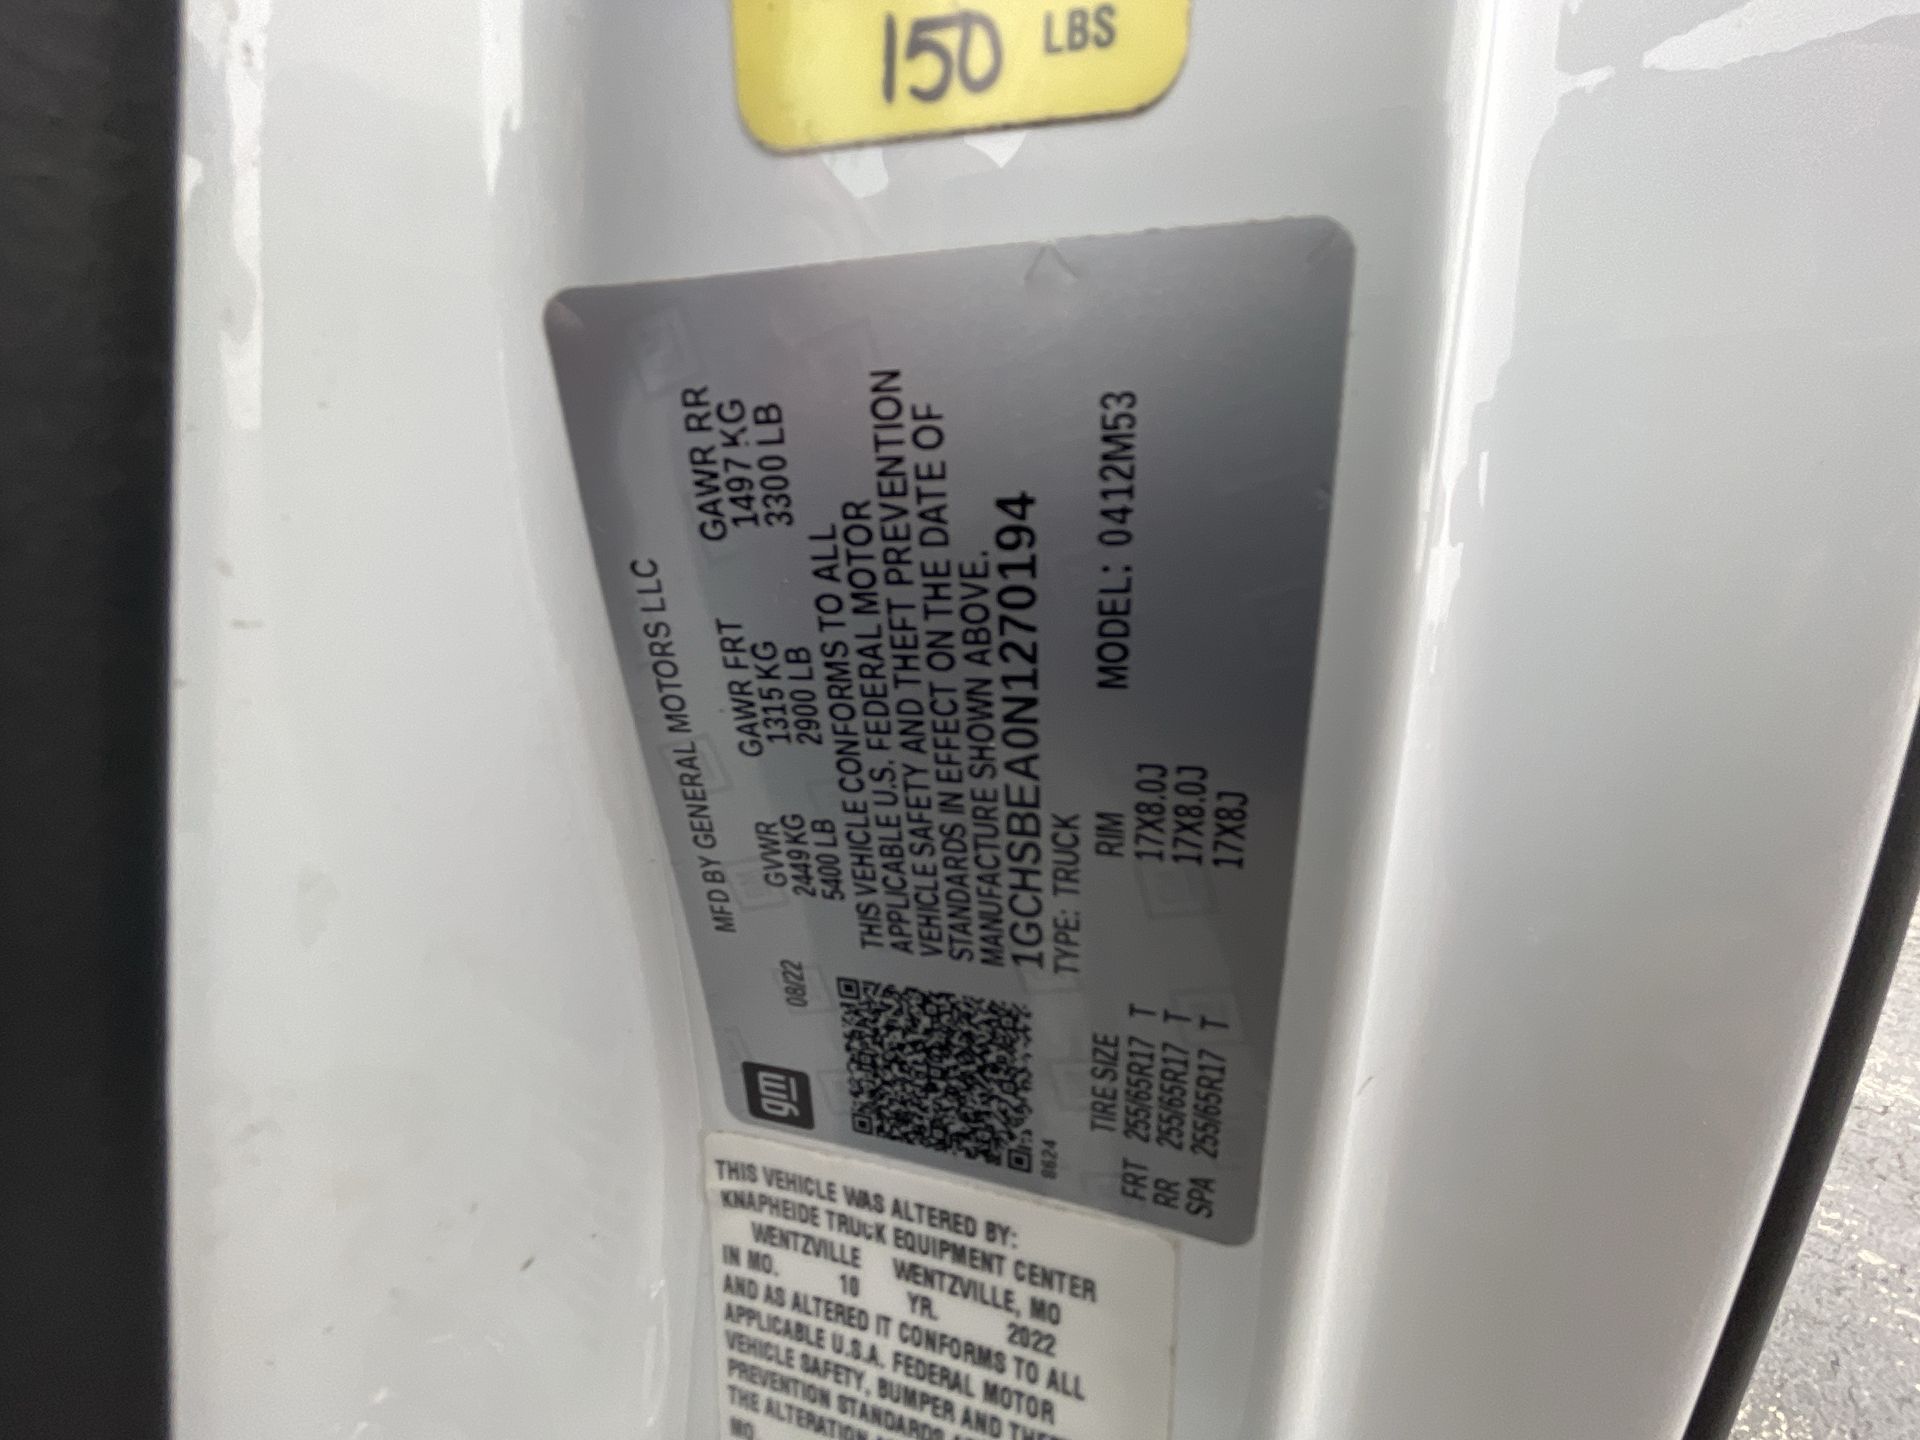 150 LBS
gm
MFD BY GENERAL MOTORS LLC
08/22
GVWR GAWR FRT GAWR RR
2449 KG 1315 KG 1497 KG
5400 LB 2900 LB 3300 LB
THIS VEHICLE CONFORMS TO ALL
APPLICABLE U.S. FEDERAL MOTOR
VEHICLE SAFETY AND THEFT PREVENTION
STANDARDS IN EFFECT ON THE DATE OF
MANUFACTURE SHOWN ABOVE.
1GCHSBEA0N1270194
TYPE: TRUCK
MODEL: 0412M53
8624
TIRE SIZE RIM
FRT 255/65R17 T 17X8.0J
RR 255/65R17 T 17X8.0J
SPA 255/65R17 T 17X8J
THIS VEHICLE WAS ALTERED BY:
KNAPHEIDE TRUCK EQUIPMENT CENTER
WENTZVILLE WENTZVILLE, MO
IN MO. 10 YR. 2022
AND AS ALTERED IT CONFORMS TO ALL
APPLICABLE U.S.A. FEDERAL MOTOR
VEHICLE SAFETY, BUMPER AND
PREVENTION STANDARDS
THE ALTERATION
MO